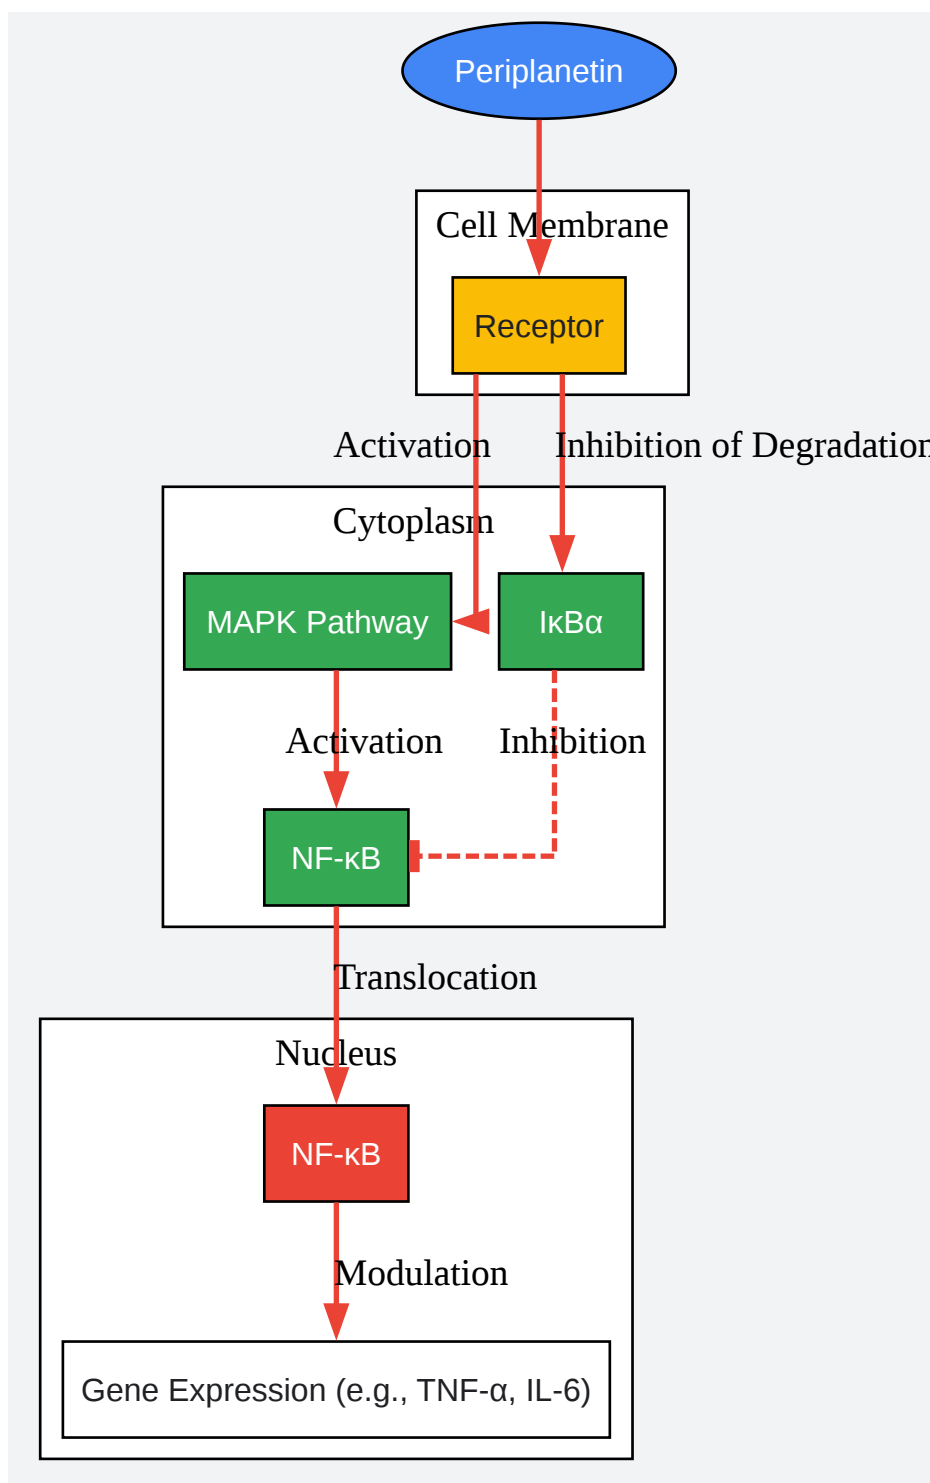 Periplanetin
Cell Membrane
Receptor
Activation
Inhibition of Degradation
Cytoplasm
MAPK Pathway
IκBα
Activation
Inhibition
NF-κB
Translocation
Nucleus
NF-κB
Modulation
Gene Expression (e.g., TNF-α, IL-6)